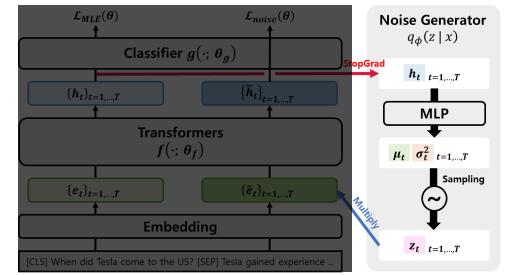 𝓛_MLE(θ)
𝓛_noise(θ)
Classifier g(·; θ_g)
StopGrad
{h_t}_t=1,...,T
{h̃_t}_t=1,...,T
Transformers
f(·; θ_f)
{e_t}_t=1,...,T
{ẽ_t}_t=1,...,T
Multiply
Embedding
[CLS] When did Tesla come to the US? [SEP] Tesla gained experience ...
Noise Generator
q_ϕ(z | x)
h_t t=1,...,T
MLP
μ_t σ_t^2 t=1,...,T
Sampling
~
z_t t=1,...,T